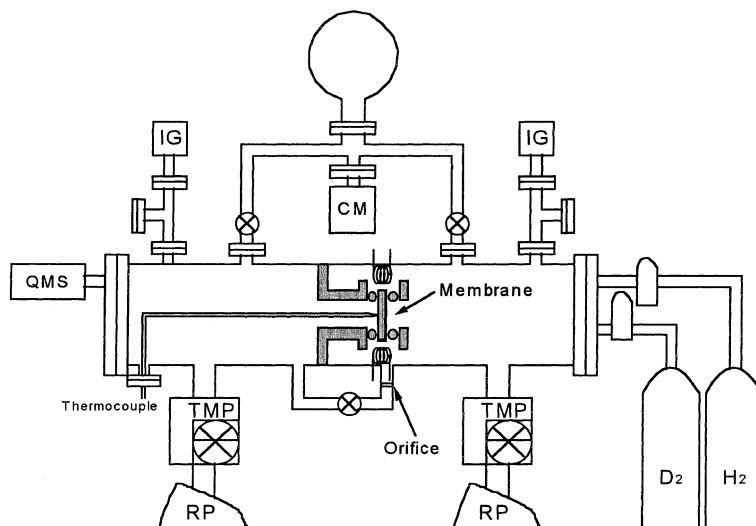 IG
IG
CM
QMS
Membrane
Thermocouple
TMP
TMP
Orifice
D2
H2
RP
RP